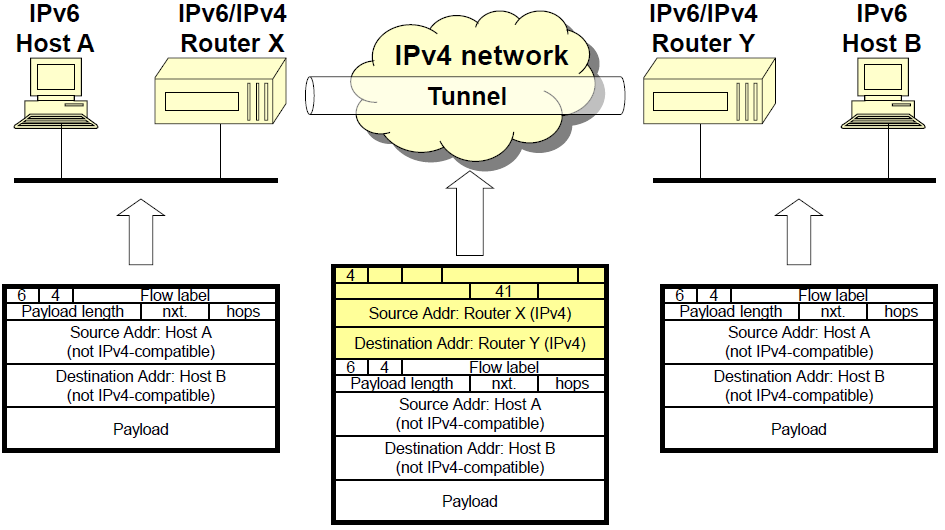 IPv6
Host A
IPv6/IPv4
Router X
IPv4 network
Tunnel
IPv6/IPv4
Router Y
IPv6
Host B
6 4 Flow label
Payload length nxt. hops
Source Addr: Host A
(not IPv4-compatible)
Destination Addr: Host B
(not IPv4-compatible)
Payload
4
41
Source Addr: Router X (IPv4)
Destination Addr: Router Y (IPv4)
6 4 Flow label
Payload length nxt. hops
Source Addr: Host A
(not IPv4-compatible)
Destination Addr: Host B
(not IPv4-compatible)
Payload
6 4 Flow label
Payload length nxt. hops
Source Addr: Host A
(not IPv4-compatible)
Destination Addr: Host B
(not IPv4-compatible)
Payload